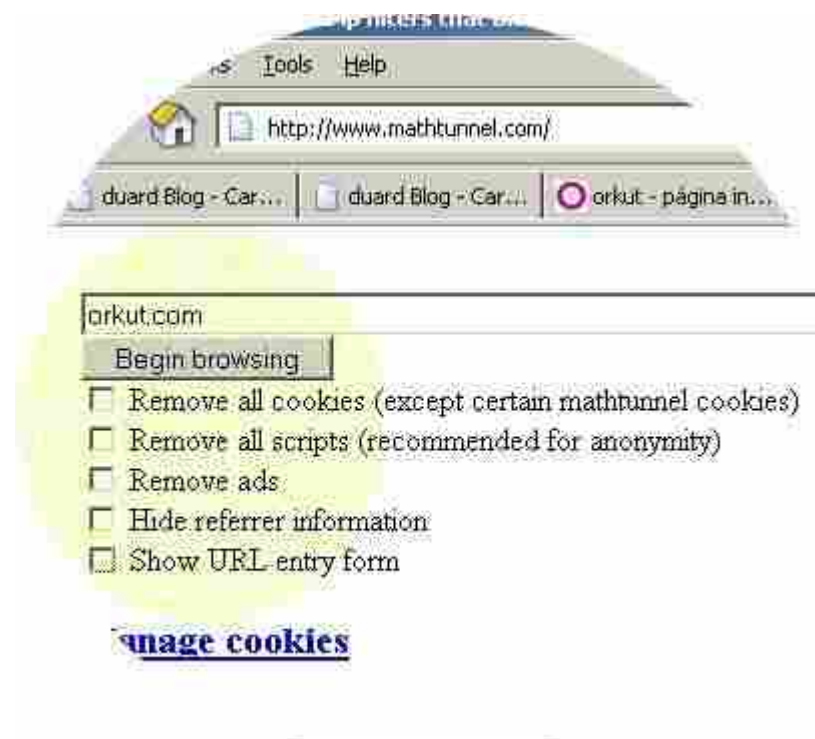 Tools Help
http://www.mathtunnel.com/
duard Blog - Car... duard Blog - Car... orkut - página in...
orkut.com
Begin browsing
Remove all cookies (except certain mathtunnel cookies)
Remove all scripts (recommended for anonymity)
Remove ads
Hide referrer information
Show URL entry form
anage cookies